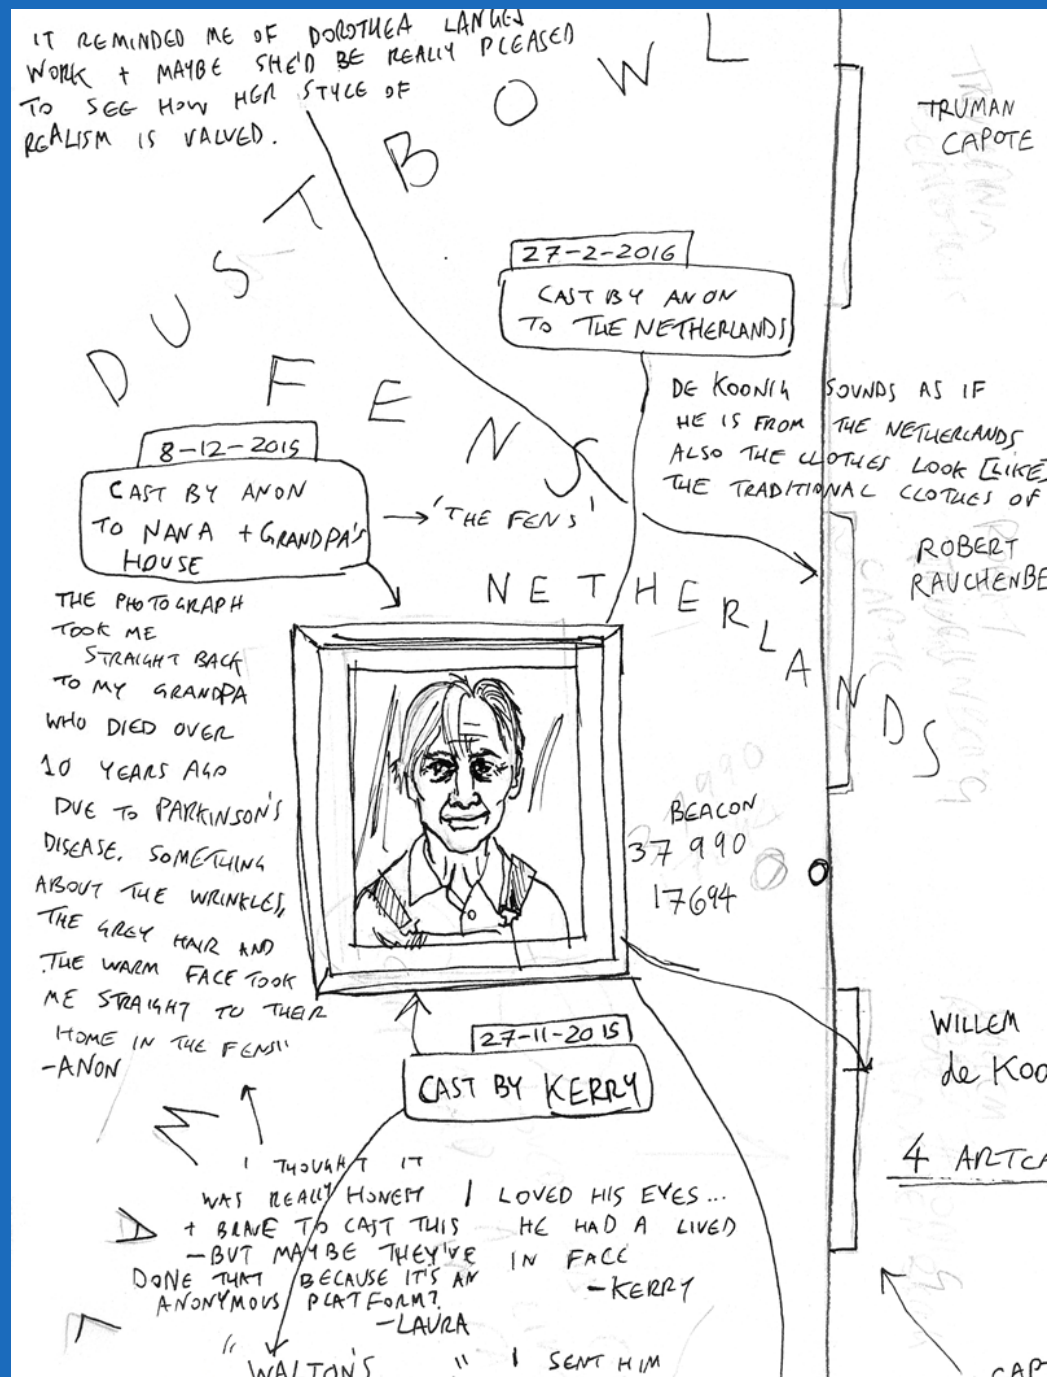 IT REMINDED ME OF DOROTHEA LANGES
WORK + MAYBE SHE'D BE REALLY PLEASED
TO SEE HOW HER STYLE OF
REALISM IS VALUED.
DUST BOWL
TRUMAN
CAPOTE
27-2-2016
CAST BY ANON
TO THE NETHERLANDS
FENS
DE KOONIG SOUNDS AS IF
HE IS FROM THE NETHERLANDS
ALSO THE CLOTHES LOOK [LIKE]
THE TRADITIONAL CLOTHES OF
8-12-2015
CAST BY ANON
TO NANA + GRANDPA'S
HOUSE
'THE FENS'
ROBERT
RAUCHENBE
NETHERLANDS
THE PHOTOGRAPH
TOOK ME
STRAIGHT BACK
TO MY GRANDPA
WHO DIED OVER
10 YEARS AGO
DUE TO PARKINSON'S
DISEASE. SOMETHING
ABOUT THE WRINKLES,
THE GREY HAIR AND
THE WARM FACE TOOK
ME STRAIGHT TO THEIR
HOME IN THE FENS"
-ANON
BEACON
37990
17694
27-11-2015
CAST BY KERRY
WILLEM
de KOO
4 ARTCA
I THOUGHT IT
WAS REALLY HONEST
+ BRAVE TO CAST THIS
-BUT MAYBE THEY'VE
DONE THAT BECAUSE IT'S AN
ANONYMOUS PLATFORM?
-LAURA
I LOVED HIS EYES...
HE HAD A LIVED
IN FACE
-KERRY
"WALTON'S"
I SENT HIM
CAPT